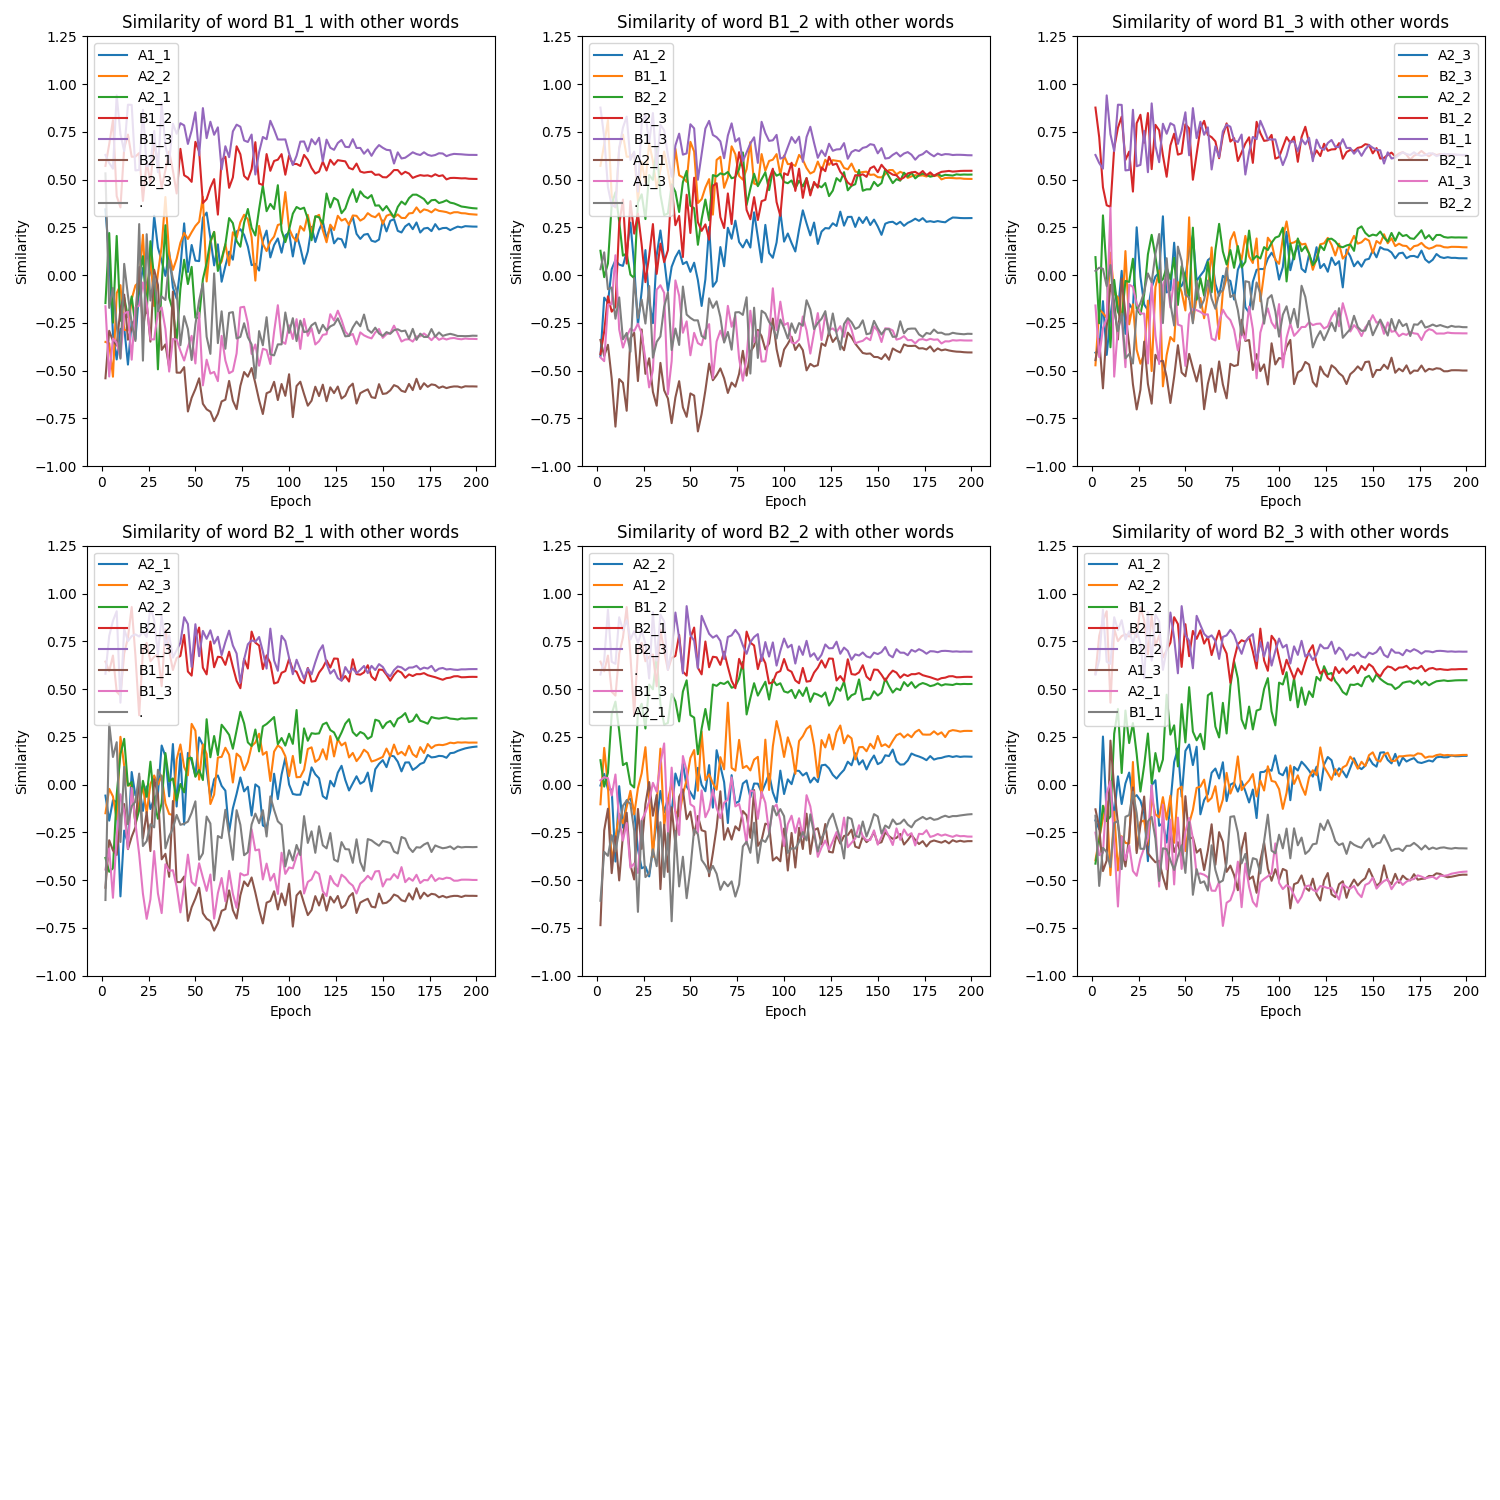 Similarity of word B1_1 with other words
Similarity
1.25
1.00
0.75
0.50
0.25
0.00
−0.25
−0.50
−0.75
−1.00
A1_1
A2_2
A2_1
B1_2
B1_3
B2_1
B2_3
.
0 25 50 75 100 125 150 175 200
Epoch
Similarity of word B1_2 with other words
Similarity
1.25
1.00
0.75
0.50
0.25
0.00
−0.25
−0.50
−0.75
−1.00
A1_2
B1_1
B2_2
B2_3
B1_3
A2_1
A1_3
.
0 25 50 75 100 125 150 175 200
Epoch
Similarity of word B1_3 with other words
Similarity
1.25
1.00
0.75
0.50
0.25
0.00
−0.25
−0.50
−0.75
−1.00
A2_3
B2_3
A2_2
B1_2
B1_1
B2_1
A1_3
B2_2
0 25 50 75 100 125 150 175 200
Epoch
Similarity of word B2_1 with other words
Similarity
1.25
1.00
0.75
0.50
0.25
0.00
−0.25
−0.50
−0.75
−1.00
A2_1
A2_3
A2_2
B2_2
B2_3
B1_1
B1_3
.
0 25 50 75 100 125 150 175 200
Epoch
Similarity of word B2_2 with other words
Similarity
1.25
1.00
0.75
0.50
0.25
0.00
−0.25
−0.50
−0.75
−1.00
A2_2
A1_2
B1_2
B2_1
B2_3
.
B1_3
A2_1
0 25 50 75 100 125 150 175 200
Epoch
Similarity of word B2_3 with other words
Similarity
1.25
1.00
0.75
0.50
0.25
0.00
−0.25
−0.50
−0.75
−1.00
A1_2
A2_2
B1_2
B2_1
B2_2
A1_3
A2_1
B1_1
0 25 50 75 100 125 150 175 200
Epoch